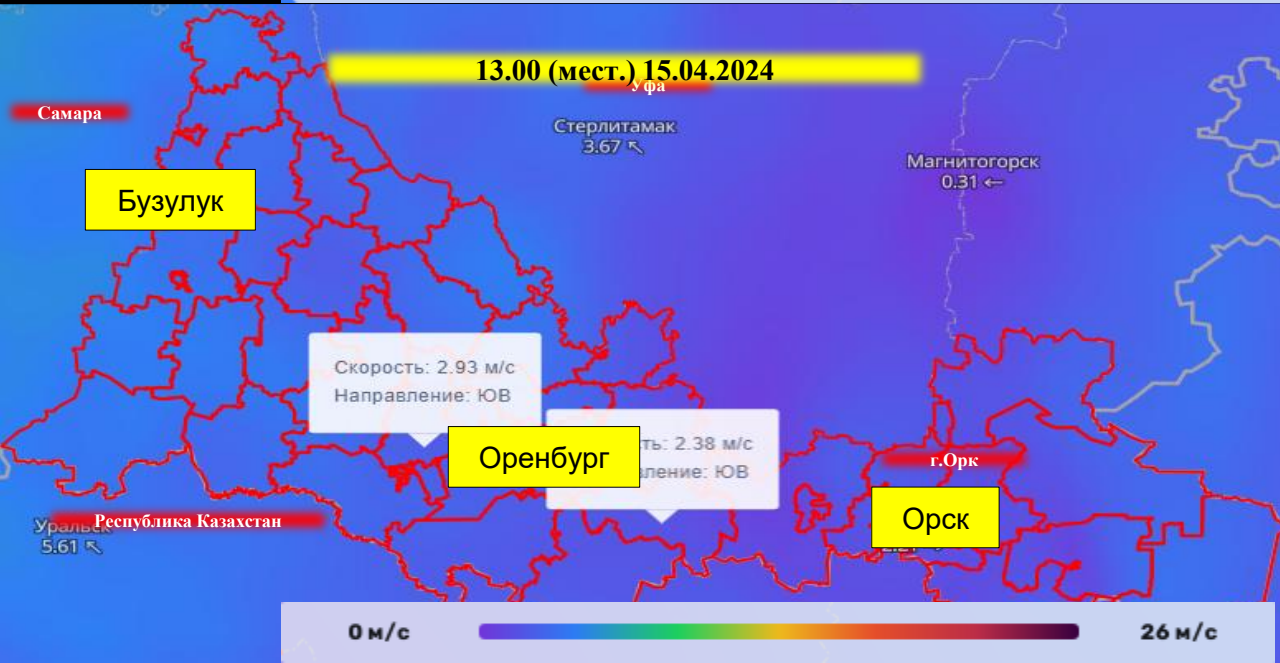 13.00 (мест.) 15.04.2024
Уфа
Самара
Стерлитамак
3.67 ↖
Магнитогорск
0.31 ←
Бузулук
Скорость: 2.93 м/с
Направление: ЮВ
2.38 м/с
ЮВ
Оренбург
г.Орк
Орск
Республика Казахстан
Уральск
5.61 ↖
0 м/с
26 м/с